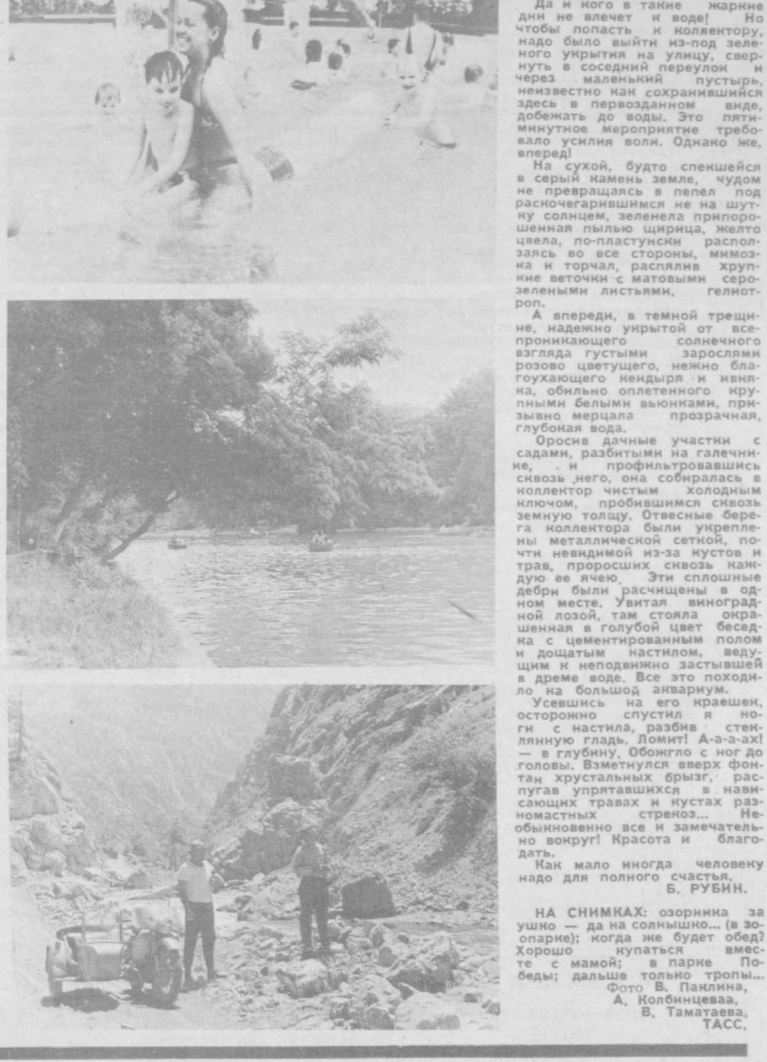 Да и кого в такие жаркие
дни не влечет к воде! Но
чтобы попасть к коллектору,
надо было выйти из-под зеле-
ного укрытия на улицу, свер-
нуть в соседний переулок и
через маленький пустырь,
неизвестно как сохранившийся
здесь в первозданном виде,
добежать до воды. Это пяти-
минутное мероприятие требо-
вало усилия воли. Однако же,
вперед!
На сухой, будто спекшейся
в серый камень земле, чудом
не превращаясь в пепел под
раскочегарившимся не на шут-
ку солнцем, зеленела припоро-
шенная пылью щирица, желто
цвела, по-пластунски распол-
заясь во все стороны, мимоз-
ка и торчал, распялив хруп-
кие веточки с матовыми серо-
зелеными листьями, гелиот-
роп.
А впереди, в темной трещи-
не, надежно укрытой от все-
проникающего солнечного
взгляда густыми зарослями
розово цветущего, нежно бла-
гоухающего кендыря и ивня-
ка, обильно оплетенного кру-
пными белыми вьюнками, при-
зывно мерцала прозрачная,
глубокая вода.
Оросив дачные участки с
садами, разбитыми на галечни-
ке, . и профильтровавшись
сквозь него, она собиралась в
коллектор чистым холодным
ключом, пробившимся сквозь
земную толщу. Отвесные бере-
га коллектора были укрепле-
ны металлической сеткой, по-
чти невидимой из-за кустов и
трав, проросших сквозь каж-
дую ее ячею. Эти сплошные
дебри были расчищены в од-
ном месте. Увитая виноград-
ной лозой, там стояла окра-
шенная в голубой цвет бесед-
ка с цементированным полом
и дощатым настилом, веду-
щим к неподвижно застывшей
в дреме воде. Все это походи-
ло на большой аквариум.
Усевшись на его краешек,
осторожно спустил я но-
ги с настила, разбив стек-
лянную гладь. Ломит! А-а-а-ах!
— в глубину. Обожгло с ног до
головы. Взметнулся вверх фон-
тан хрустальных брызг, рас-
пугав упрятавшихся в нави-
сающих травах и кустах раз-
номастных стрекоз... Не-
обыкновенно все и замечатель-
но вокруг! Красота и благо-
дать.
Как мало иногда человеку
надо для полного счастья.
Б. РУБИН.
НА СНИМКАХ: озорника за
ушко — да на солнышко... (в зо-
опарке); когда же будет обед?
Хорошо купаться вмес-
те с мамой; в парке По-
беды; дальше только тропы...
Фото В. Паклина,
А. Колбинцеваа,
В. Таматаева,
ТАСС.